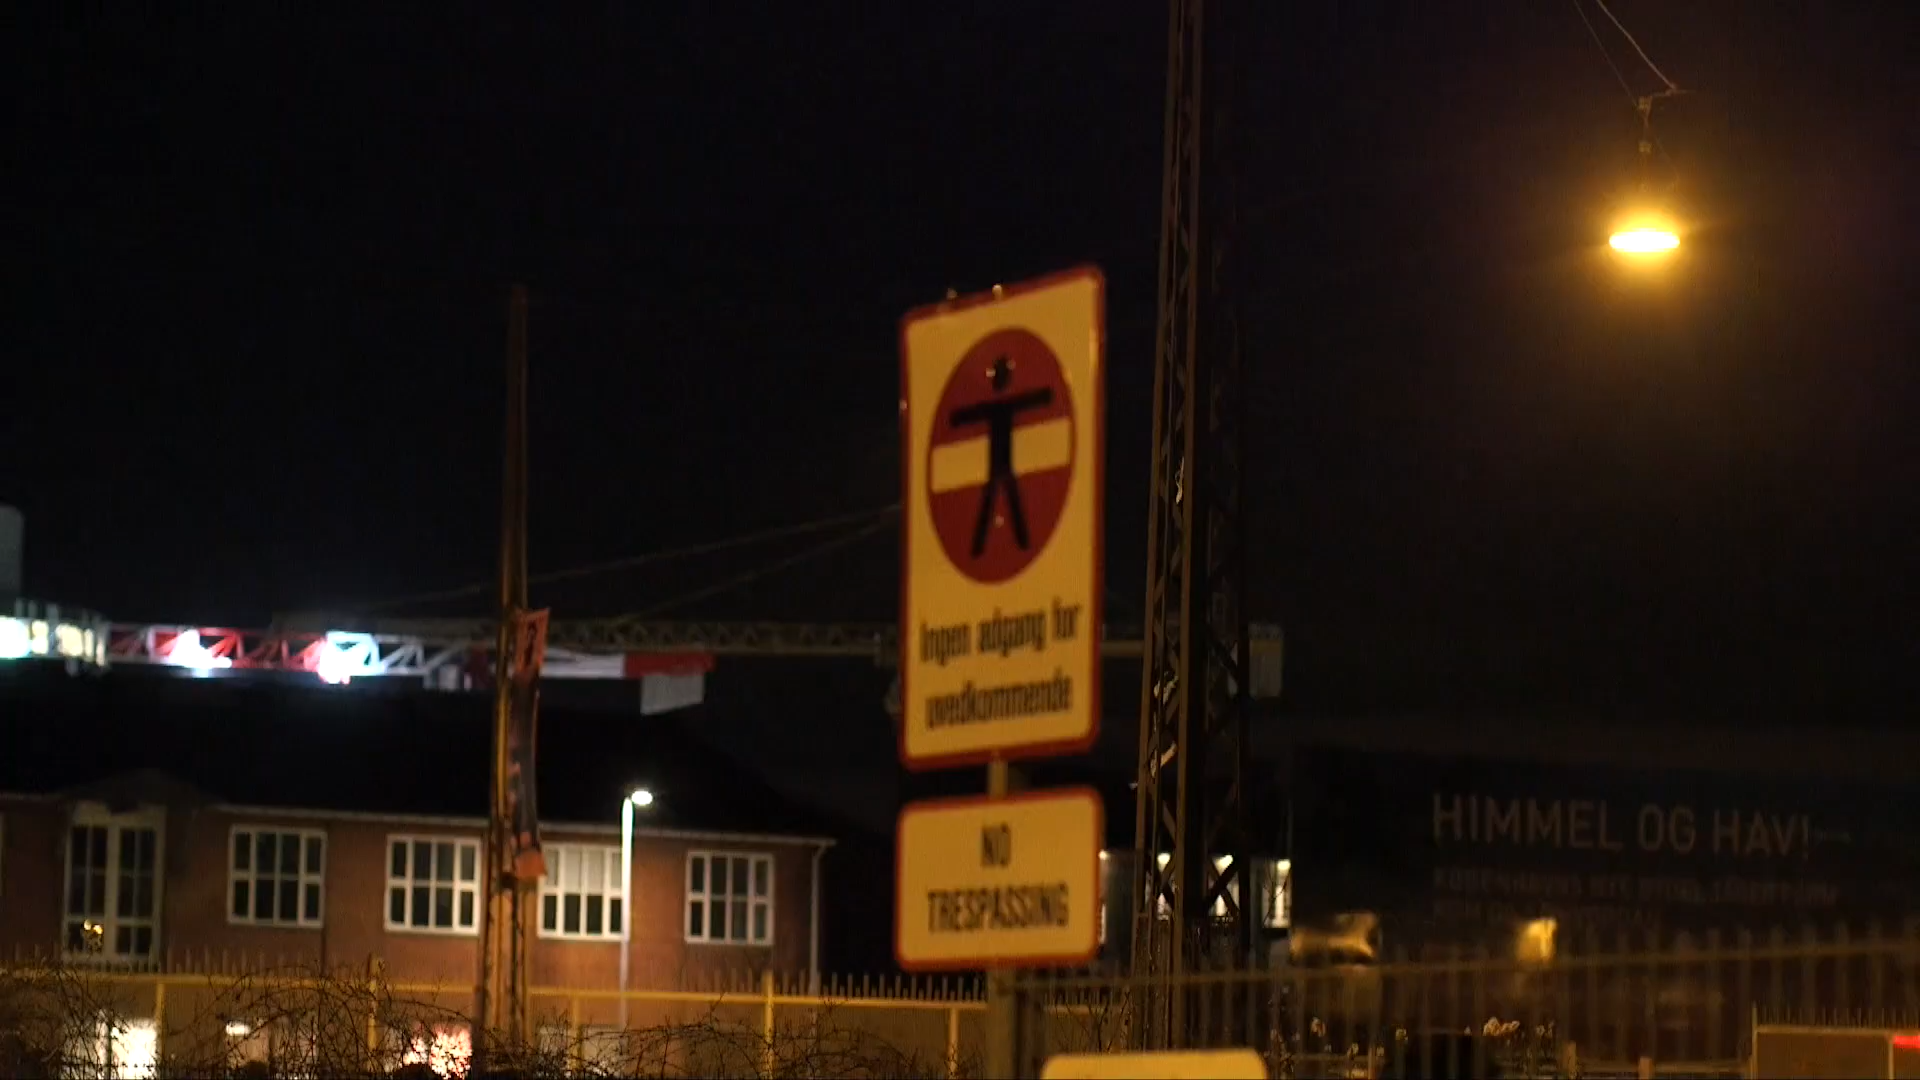 Ingen adgang for
uvedkommende
NO
TRESPASSING
HIMMEL OG HAV!